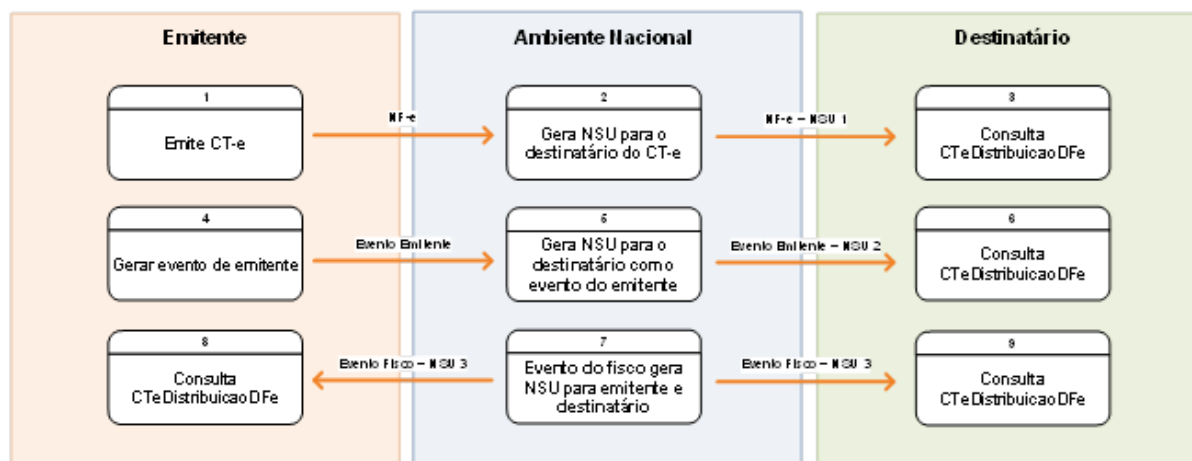 Emitente
Ambiente Nacional
Destinatário
1
Emite CT-e
NF-e
2
Gera NSU para o
destinatário do CT-e
NF-e – NSU 1
3
Consulta
CTeDistribuicaoDFe
4
Gerar evento de emitente
Evento Emitente
5
Gera NSU para o
destinatário com o
evento do emitente
Evento Emitente – NSU 2
6
Consulta
CTeDistribuicaoDFe
8
Consulta
CTeDistribuicaoDFe
Evento Fisco – NSU 3
7
Evento do fisco gera
NSU para emitente e
destinatário
Evento Fisco – NSU 3
9
Consulta
CTeDistribuicaoDFe